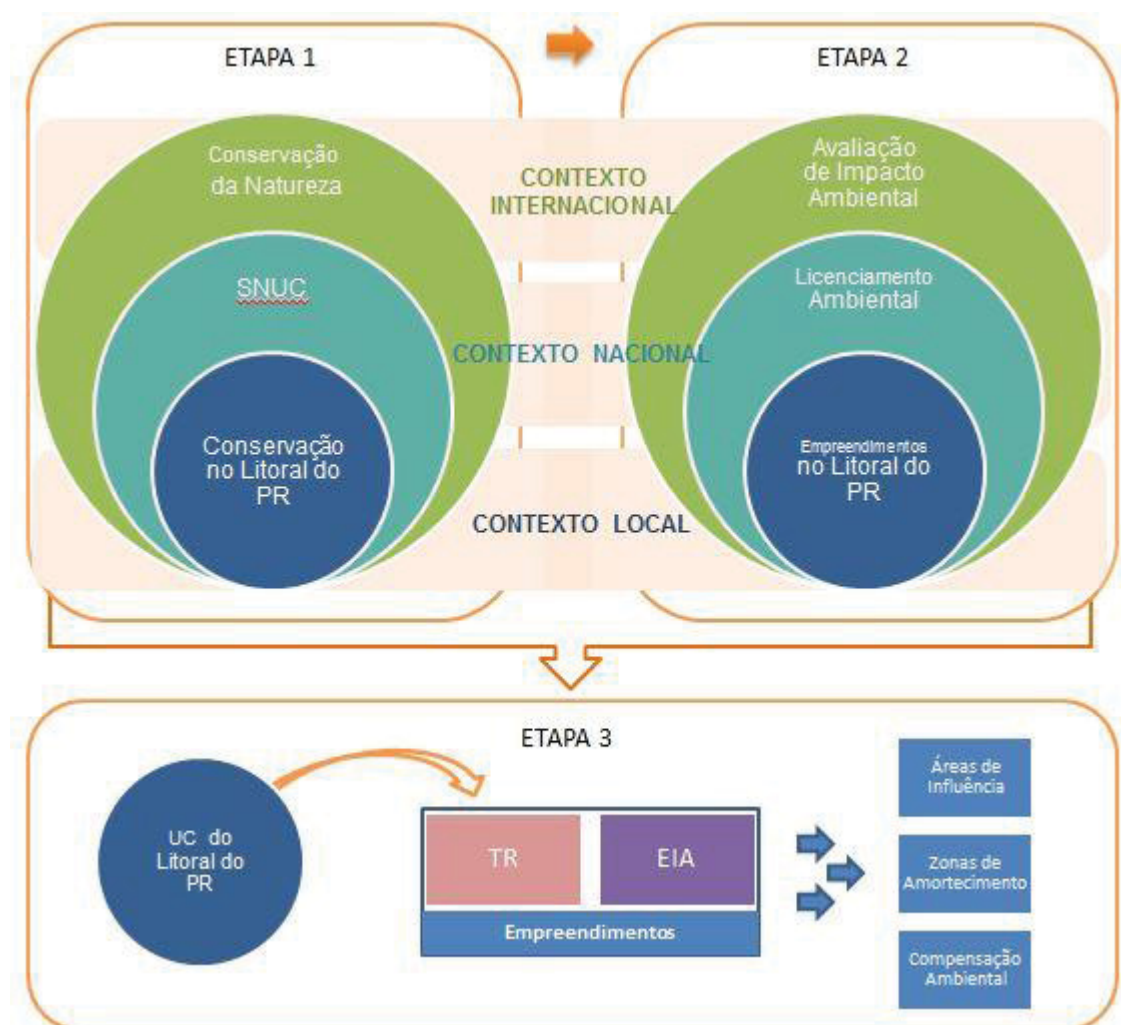 ETAPA 1
ETAPA 2
Conservação
da Natureza
CONTEXTO
INTERNACIONAL
Avaliação
de Impacto
Ambiental
SNUC
CONTEXTO NACIONAL
Licenciamento
Ambiental
Conservação
no Litoral do
PR
CONTEXTO LOCAL
Empreendimentos
no Litoral do
PR
ETAPA 3
UC do
Litoral do
PR
TR
EIA
Empreendimentos
Áreas de
Influência
Zonas de
Amortecimento
Compensação
Ambiental